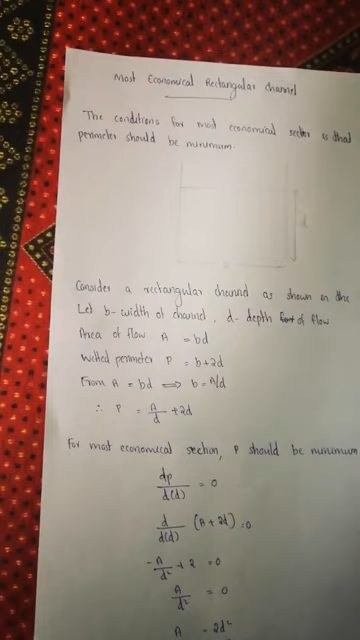 Most Economical Rectangular channel
The conditions for most economical section is that
perimeter should be minimum.
Consider a rectangular channel as shown in the
Let b- width of channel, d- depth of flow
Area of flow A = bd
Wetted perimeter P = b+2d
From A = bd ⟹ b = A/d
∴ P = A/d + 2d
For most economical section, P should be minimum
dp/d(d) = 0
d/d(d) (A + 2d) = 0
-A/d² + 2 = 0
A/d² = 0
A = 2d²